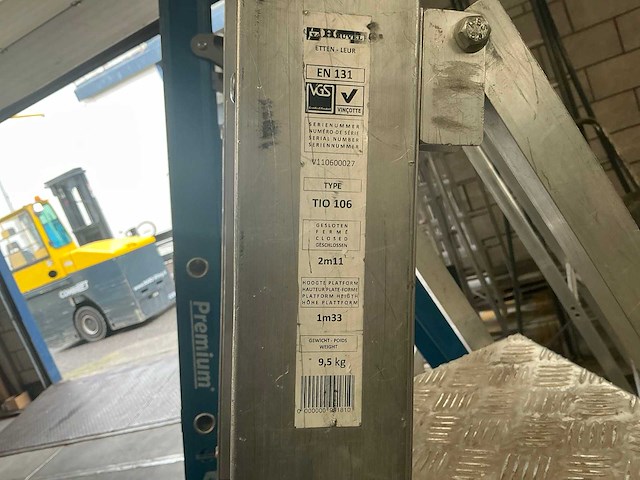 ETTEN - LEUR
EN 131
VGS
VINÇOTTE
SERIENUMMER
NUMÉRO DE SÉRIE
SERIAL NUMBER
SERIENNUMMER
V110600027
TYPE
TIO 106
GESLOTEN
FERMÉ
CLOSED
GESCHLOSSEN
2m11
HOOGTE PLATFORM
HAUTEUR PLATE-FORME
PLATFORM HEIGTH
HÖHE PLATTFORM
1m33
GEWICHT - POIDS
WEIGHT
9,5 kg
Premium